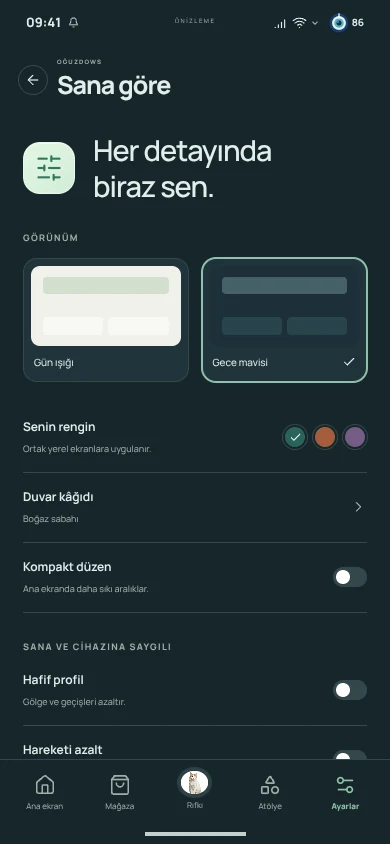 09:41
ÖNİZLEME
86
OĞUZDOWS
Sana göre
Her detayında
biraz sen.
GÖRÜNÜM
Gün ışığı
Gece mavisi
Senin rengin
Ortak yerel ekranlara uygulanır.
Duvar kâğıdı
Boğaz sabahı
Kompakt düzen
Ana ekranda daha sıkı aralıklar.
SANA VE CİHAZINA SAYGILI
Hafif profil
Gölge ve geçişleri azaltır.
Hareketi azalt
Ana ekran
Mağaza
Rıfkı
Atölye
Ayarlar